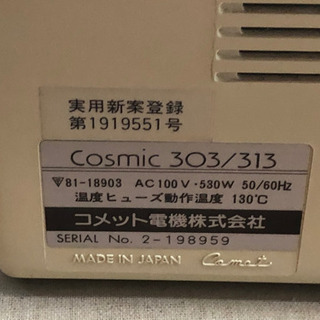 実用新案登録
第1919551号
Cosmic 303/313
▽81-18903 AC100V・530W 50/60Hz
温度ヒューズ動作温度 130℃
コメット電機株式会社
SERIAL No. 2-198959
MADE IN JAPAN Comet